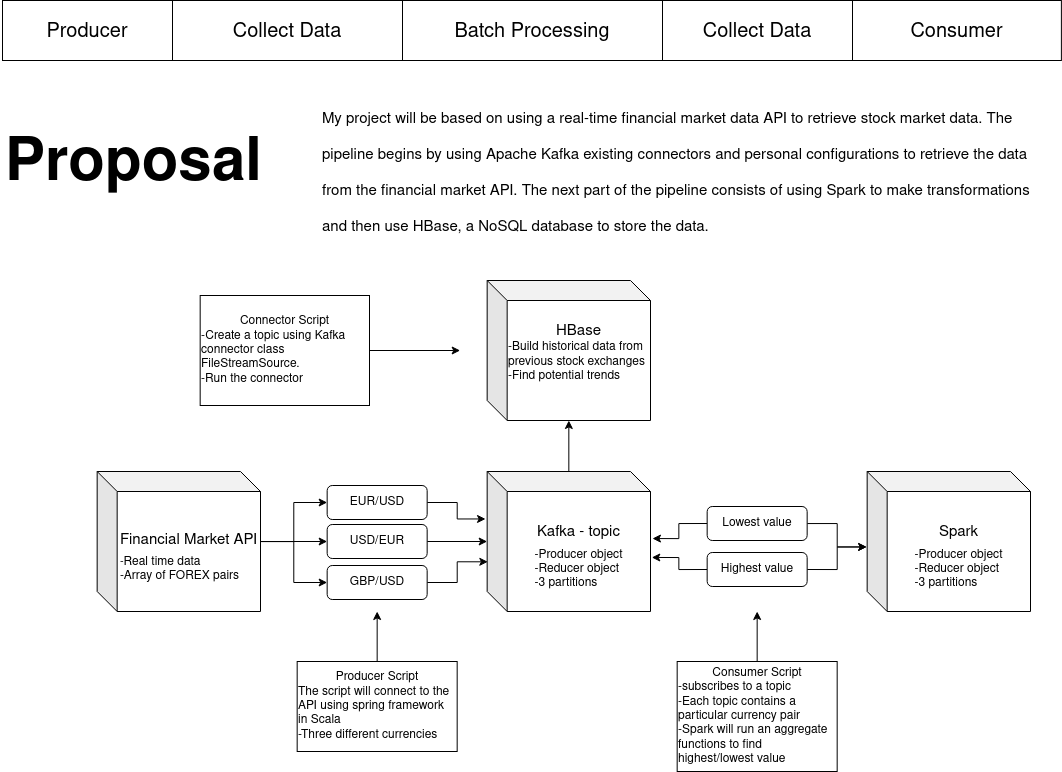 Producer
Collect Data
Batch Processing
Collect Data
Consumer
Proposal
My project will be based on using a real-time financial market data API to retrieve stock market data. The
pipeline begins by using Apache Kafka existing connectors and personal configurations to retrieve the data
from the financial market API. The next part of the pipeline consists of using Spark to make transformations
and then use HBase, a NoSQL database to store the data.
Connector Script
-Create a topic using Kafka
connector class
FileStreamSource.
-Run the connector
HBase
-Build historical data from
previous stock exchanges
-Find potential trends
Financial Market API
-Real time data
-Array of FOREX pairs
EUR/USD
USD/EUR
GBP/USD
Kafka - topic
-Producer object
-Reducer object
-3 partitions
Lowest value
Highest value
Spark
-Producer object
-Reducer object
-3 partitions
Producer Script
The script will connect to the
API using spring framework
in Scala
-Three different currencies
Consumer Script
-subscribes to a topic
-Each topic contains a
particular currency pair
-Spark will run an aggregate
functions to find
highest/lowest value